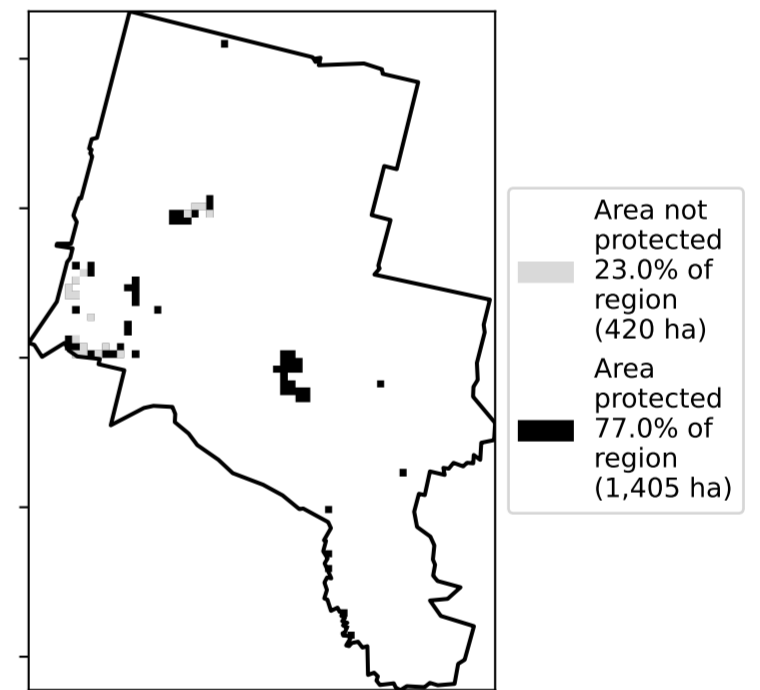 Area not
protected
23.0% of
region
(420 ha)
Area
protected
77.0% of
region
(1,405 ha)